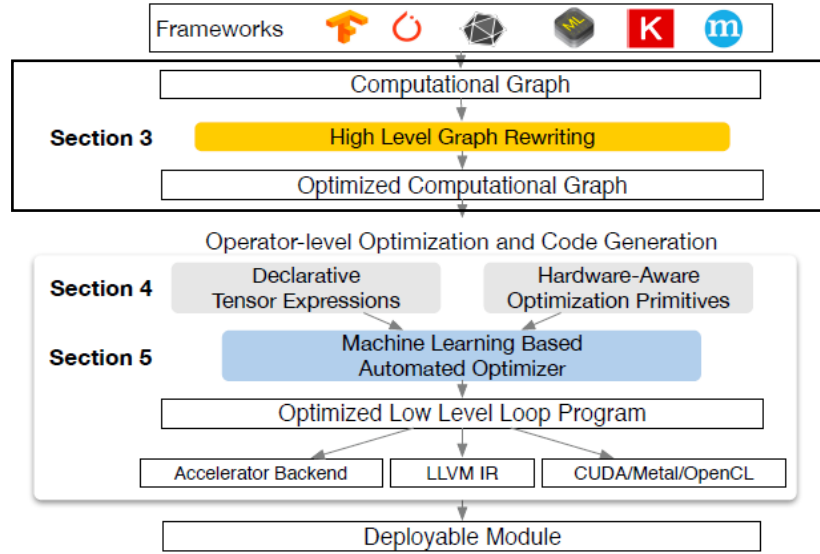 Frameworks
ML
K
m
Computational Graph
Section 3
High Level Graph Rewriting
Optimized Computational Graph
Operator-level Optimization and Code Generation
Section 4
Declarative
Tensor Expressions
Hardware-Aware
Optimization Primitives
Section 5
Machine Learning Based
Automated Optimizer
Optimized Low Level Loop Program
Accelerator Backend
LLVM IR
CUDA/Metal/OpenCL
Deployable Module